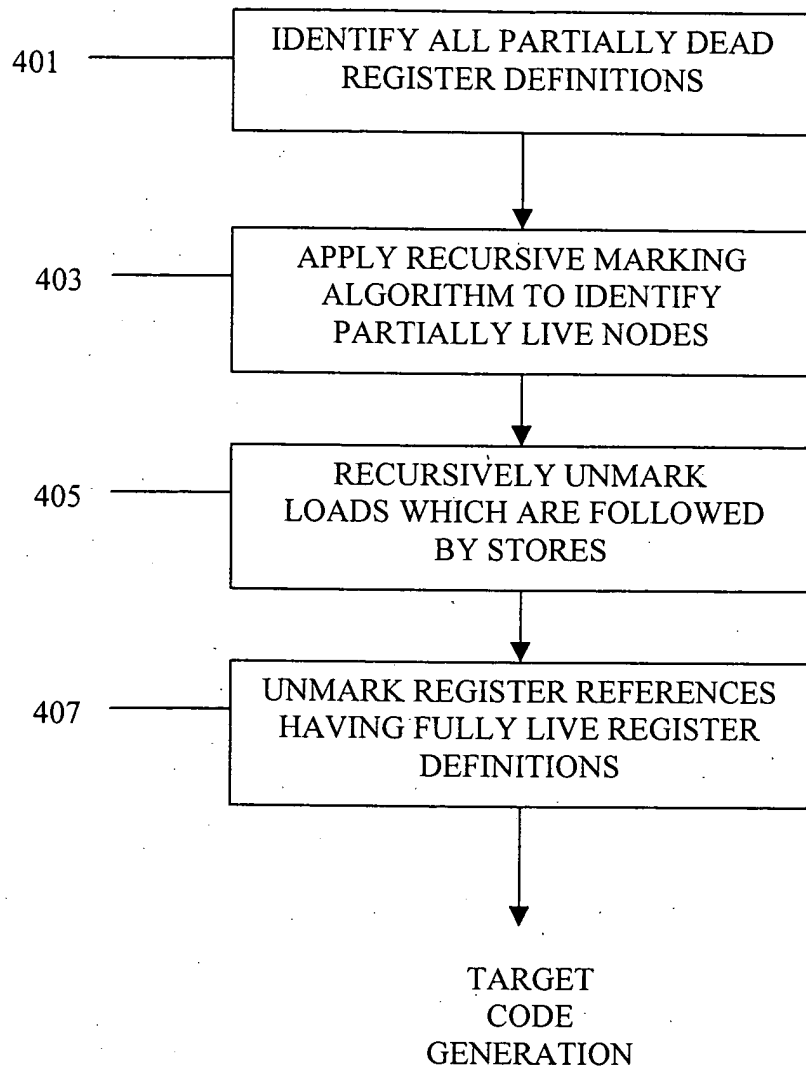 401
IDENTIFY ALL PARTIALLY DEAD
REGISTER DEFINITIONS
403
APPLY RECURSIVE MARKING
ALGORITHM TO IDENTIFY
PARTIALLY LIVE NODES
405
RECURSIVELY UNMARK
LOADS WHICH ARE FOLLOWED
BY STORES
407
UNMARK REGISTER REFERENCES
HAVING FULLY LIVE REGISTER
DEFINITIONS
TARGET
CODE
GENERATION